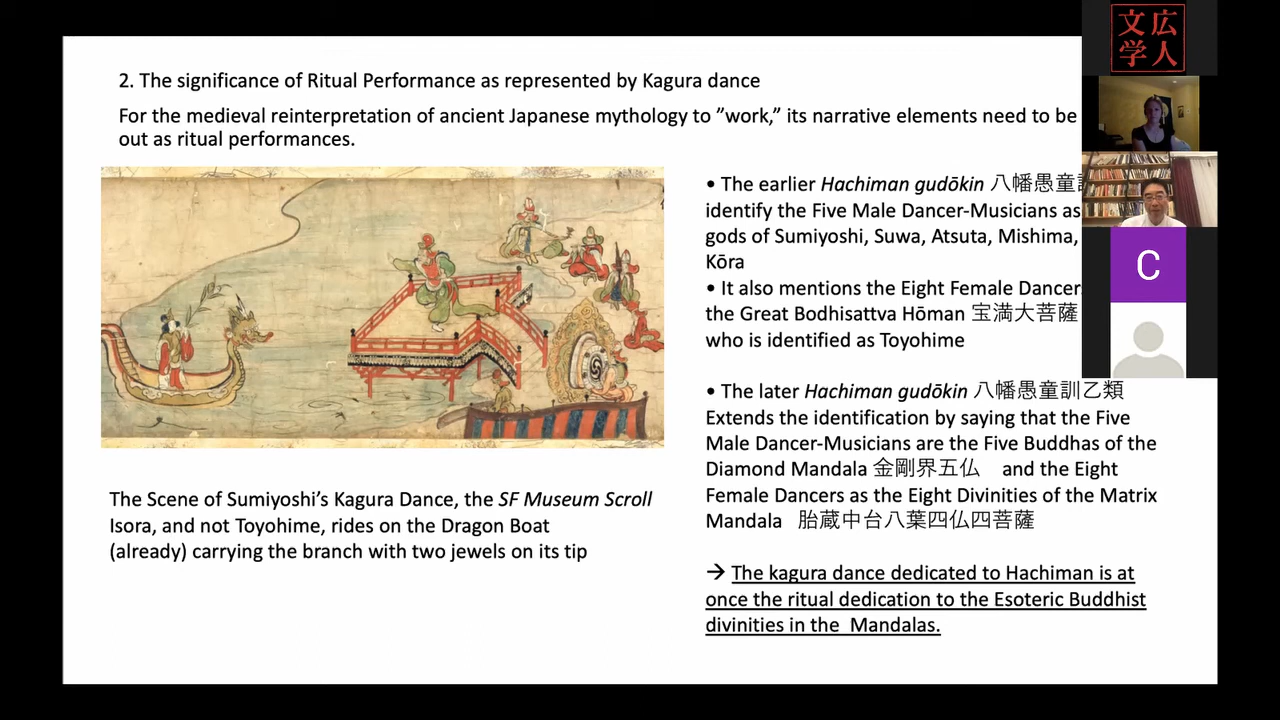 2. The significance of Ritual Performance as represented by Kagura dance
For the medieval reinterpretation of ancient Japanese mythology to ”work,” its narrative elements need to be
out as ritual performances.
• The earlier Hachiman gudōkin 八幡愚童
identify the Five Male Dancer-Musicians as
gods of Sumiyoshi, Suwa, Atsuta, Mishima,
Kōra
• It also mentions the Eight Female Dancer
the Great Bodhisattva Hōman 宝満大菩薩
who is identified as Toyohime
• The later Hachiman gudōkin 八幡愚童訓乙類
Extends the identification by saying that the Five
Male Dancer-Musicians are the Five Buddhas of the
Diamond Mandala 金剛界五仏 and the Eight
Female Dancers as the Eight Divinities of the Matrix
Mandala 胎蔵中台八葉四仏四菩薩
→ The kagura dance dedicated to Hachiman is at
once the ritual dedication to the Esoteric Buddhist
divinities in the Mandalas.
The Scene of Sumiyoshi’s Kagura Dance, the SF Museum Scroll
Isora, and not Toyohime, rides on the Dragon Boat
(already) carrying the branch with two jewels on its tip
文広
学人
C